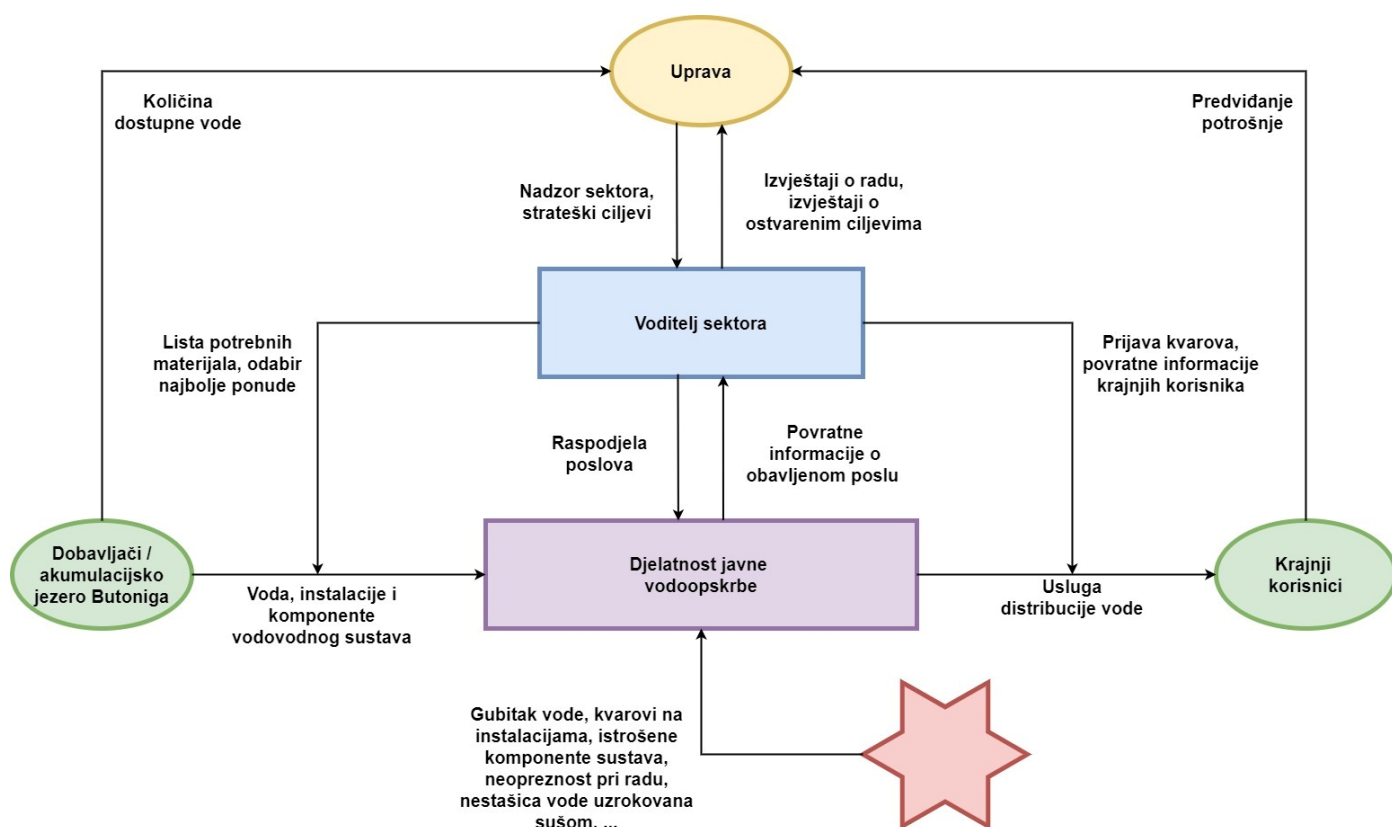 Uprava
Količina
dostupne vode
Predviđanje
potrošnje
Nadzor sektora,
strateški ciljevi
Izvještaji o radu,
izvještaji o
ostvarenim ciljevima
Voditelj sektora
Lista potrebnih
materijala, odabir
najbolje ponude
Prijava kvarova,
povratne informacije
krajnjih korisnika
Raspodjela
poslova
Povratne
informacije o
obavljenom poslu
Dobavljači /
akumulacijsko
jezero Butoniga
Djelatnost javne
vodoopskrbe
Krajnji
korisnici
Voda, instalacije i
komponente
vodovodnog sustava
Usluga
distribucije vode
Gubitak vode, kvarovi na
instalacijama, istrošene
komponente sustava,
neopreznost pri radu,
nestašica vode uzrokovana
sušom, ...